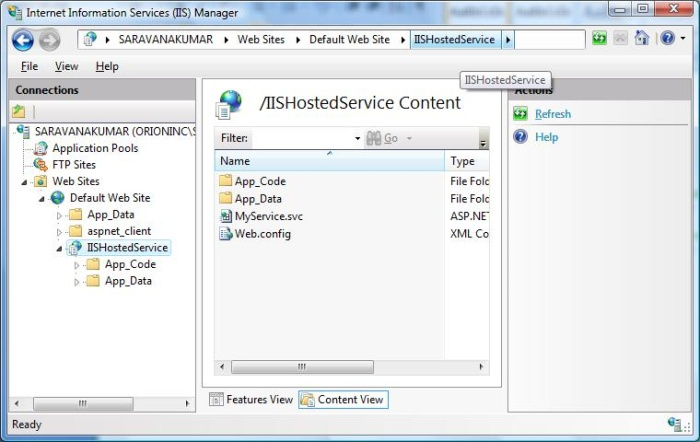 Internet Information Services (IIS) Manager
SARAVANAKUMAR Web Sites Default Web Site IISHostedService
File View Help
IISHostedService
Connections
SARAVANAKUMAR (ORIONINC\S
Application Pools
FTP Sites
Web Sites
Default Web Site
App_Data
aspnet_client
IISHostedService
App_Code
App_Data
/IISHostedService Content
Filter: Go
Name Type
App_Code File Fold
App_Data File Fold
MyService.svc ASP.NET
Web.config XML Co
Features View Content View
Actions
Refresh
Help
Ready